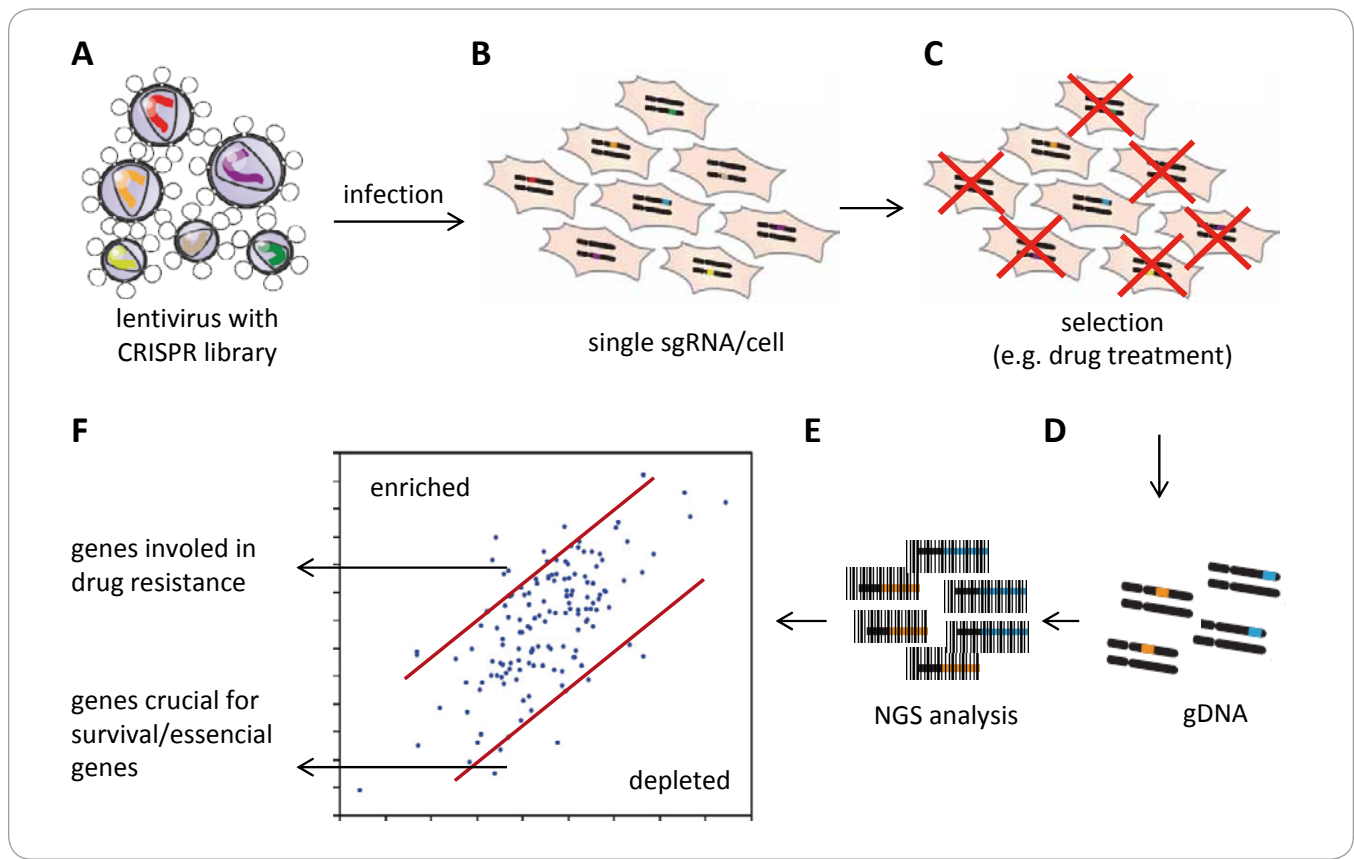 A
B
C
infection
lentivirus with
CRISPR library
single sgRNA/cell
selection
(e.g. drug treatment)
F
E
D
enriched
genes involed in
drug resistance
genes crucial for
survival/essencial
genes
depleted
NGS analysis
gDNA